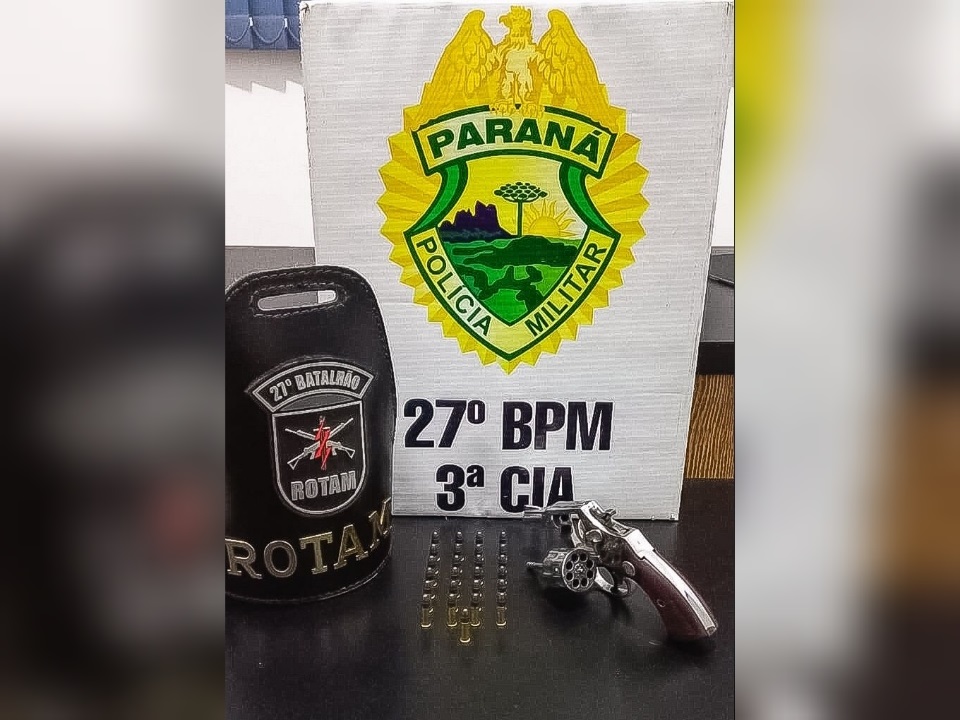 PARANÁ
POLÍCIA MILITAR
27º BPM
3ª CIA
27º BATALHÃO
ROTAM
ROTAM